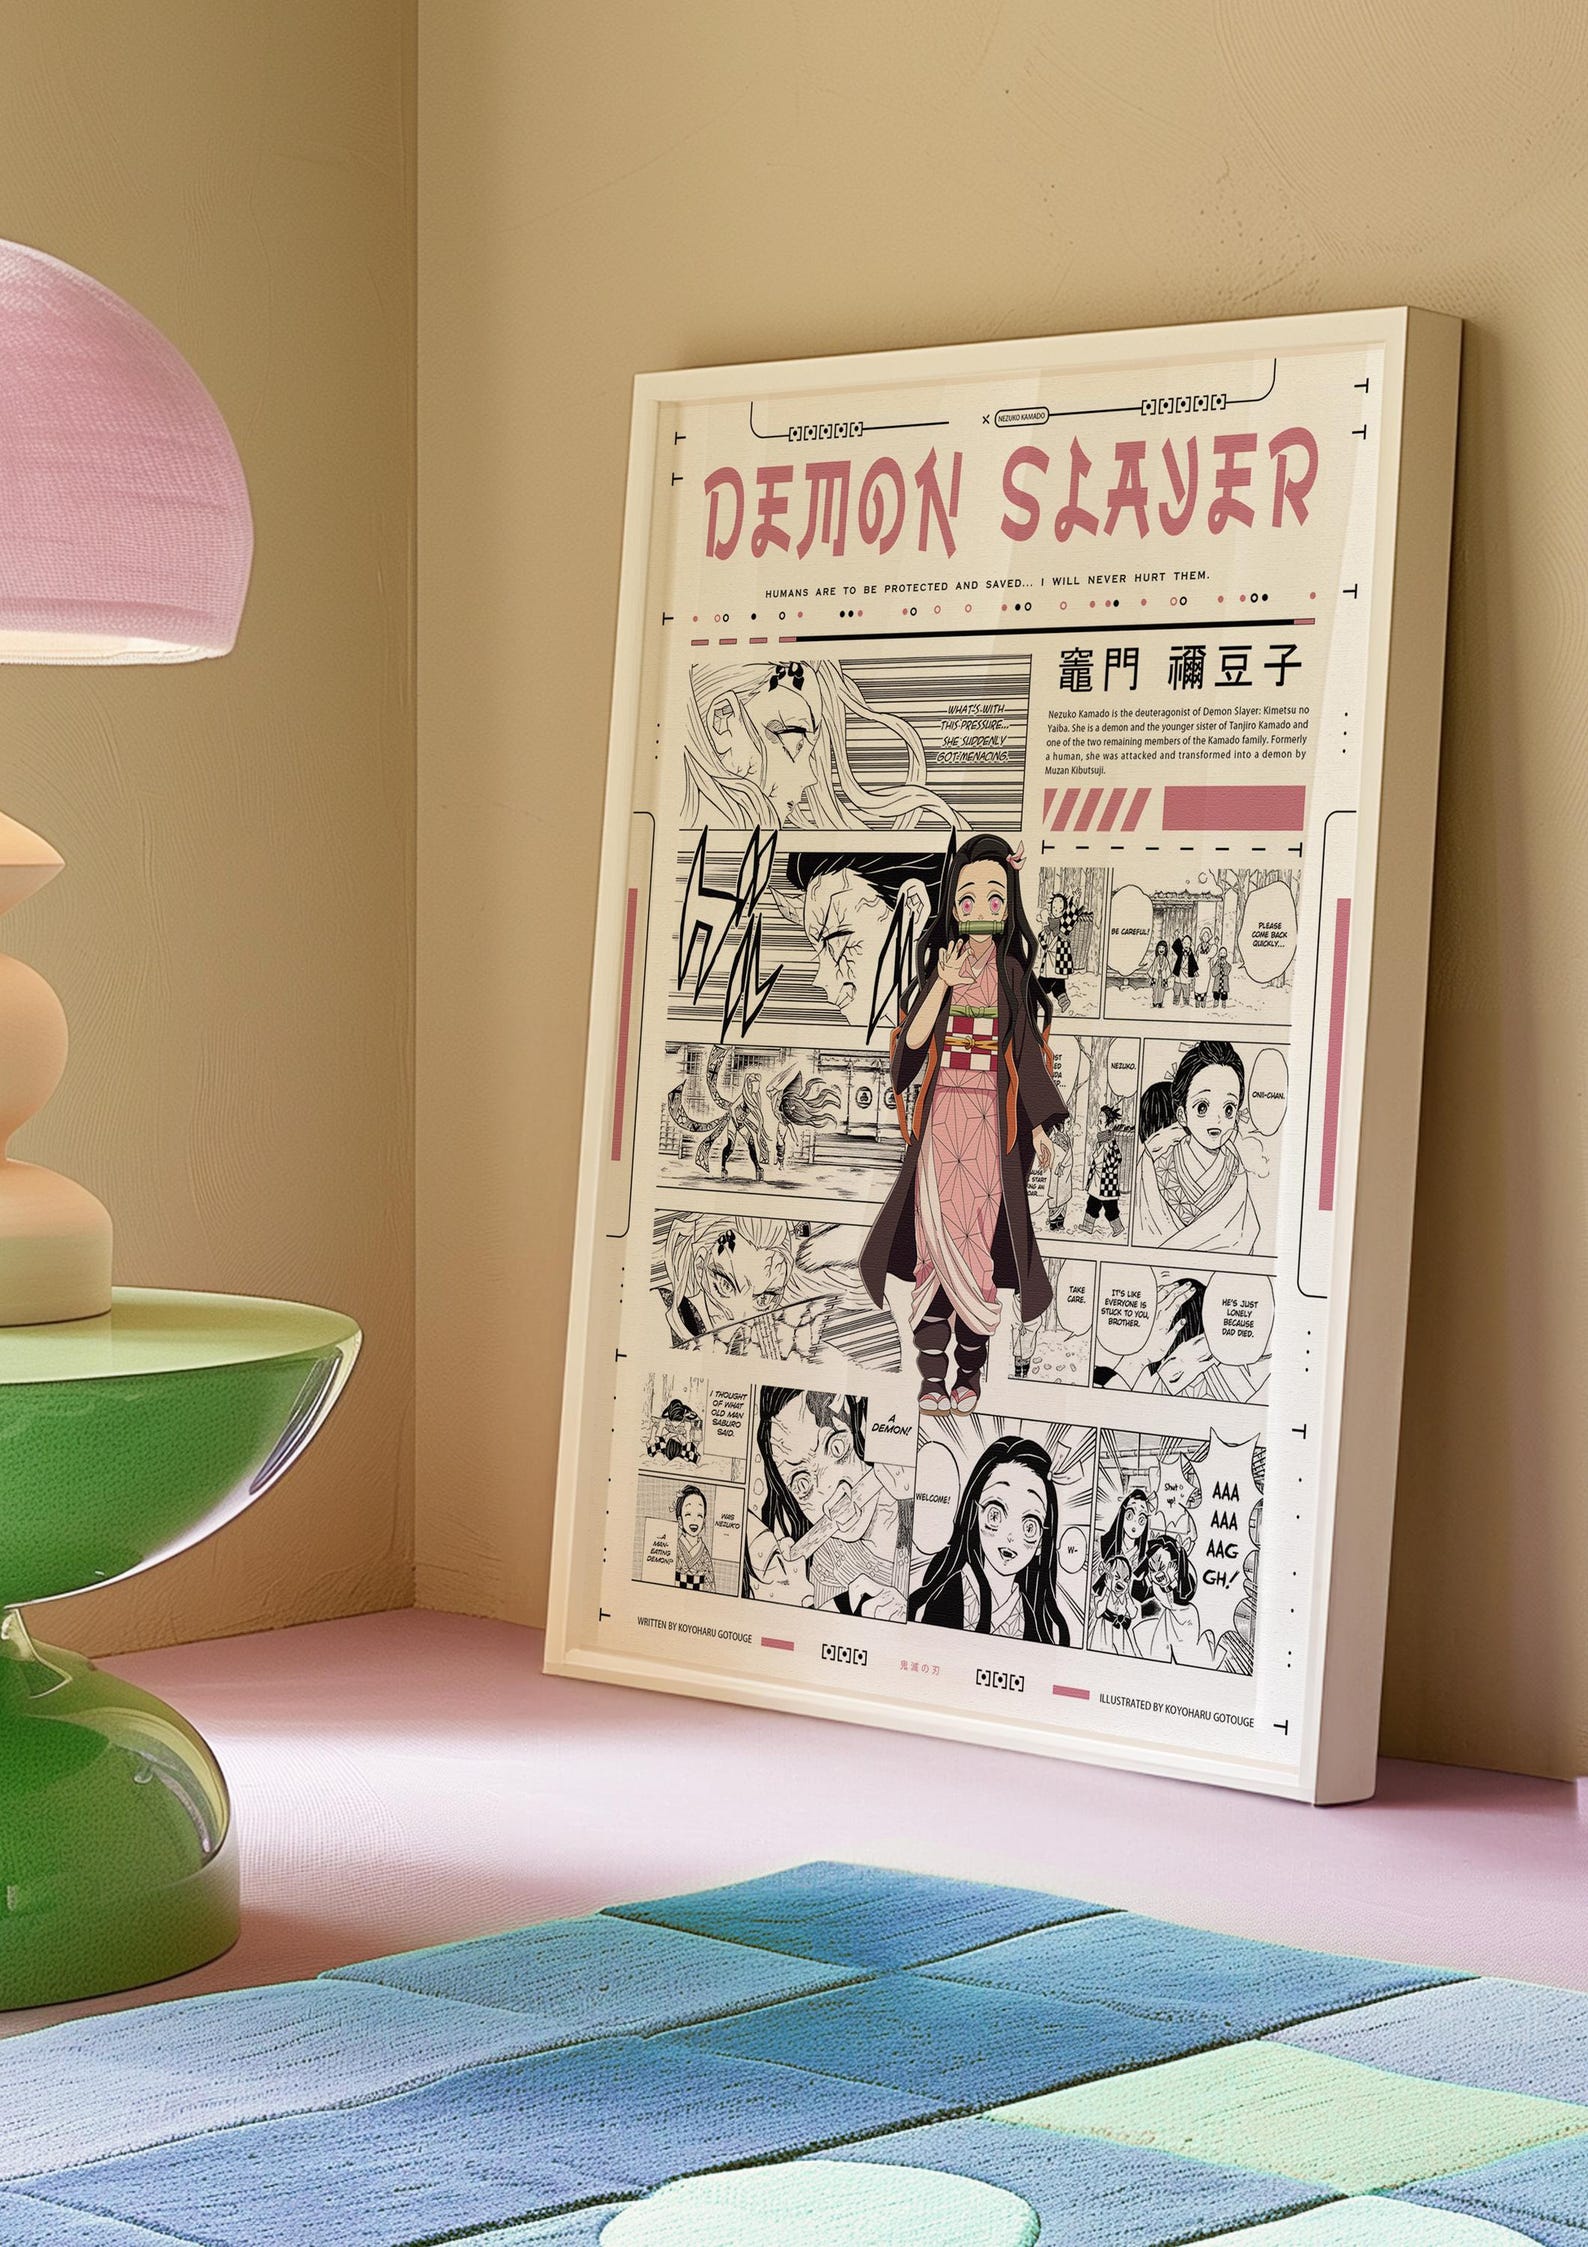 NEZUKO KAMADO
DEMON SLAYER
HUMANS ARE TO BE PROTECTED AND SAVED... I WILL NEVER HURT THEM.
竈門 禰豆子
Nezuko Kamado is the deuteragonist of Demon Slayer: Kimetsu no
Yaiba. She is a demon and the younger sister of Tanjiro Kamado and
one of the two remaining members of the Kamado family. Formerly
a human, she was attacked and transformed into a demon by
Muzan Kibutsuji.
WHAT'S WITH
THIS PRESSURE...
SHE SUDDENLY
GOT MENACING.
BE CAREFUL!
PLEASE
COME BACK
QUICKLY...
NEZUKO.
ONII-CHAN.
TAKE
CARE.
IT'S LIKE
EVERYONE IS
STUCK TO YOU,
BROTHER.
HE'S JUST
LONELY
BECAUSE
DAD DIED.
I THOUGHT
OF WHAT
OLD MAN
SABURO
SAID.
WAS
NEZUKO
...
...A
MAN-
EATING
DEMON?
A
DEMON!
WELCOME!
W-
Shut
up!
AAA
AAA
AAG
GH!
WRITTEN BY KOYOHARU GOTOUGE
鬼滅の刃
ILLUSTRATED BY KOYOHARU GOTOUGE